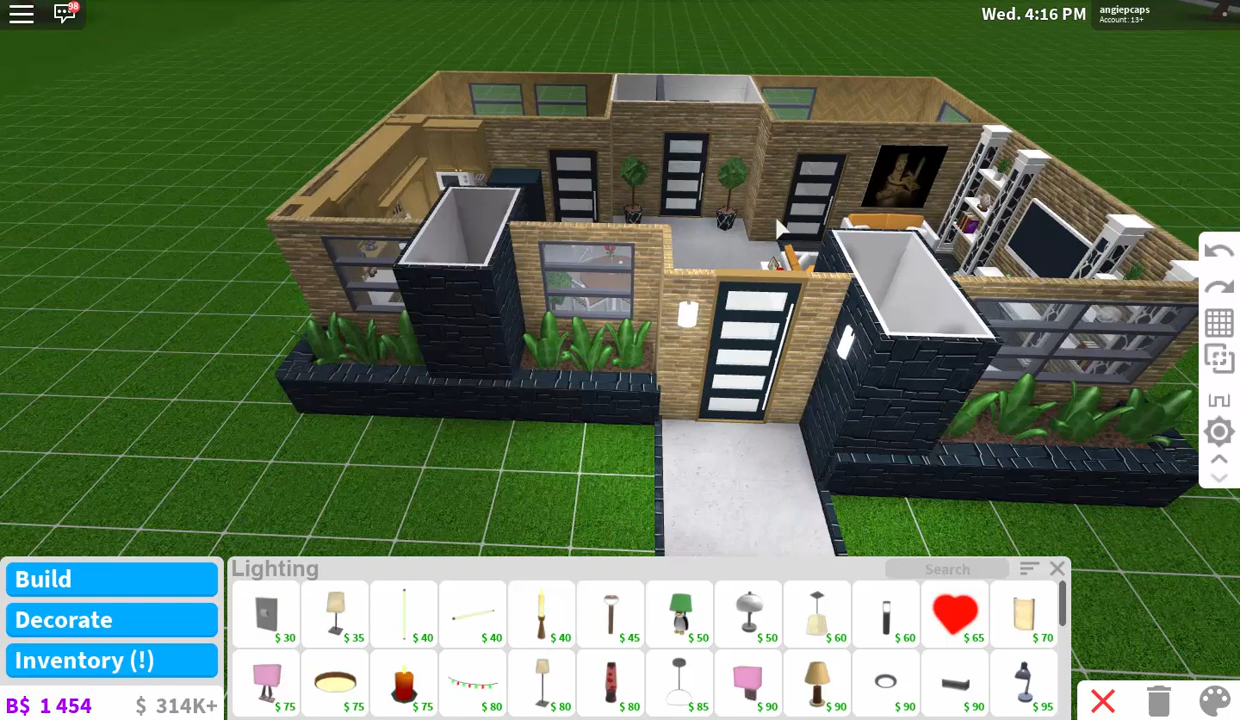 98
Wed. 4:16 PM
angiepcaps
Account: 13+
Build
Decorate
Inventory (!)
B$ 1 454
$ 314K+
Lighting
Search
$ 30
$ 35
$ 40
$ 40
$ 40
$ 45
$ 50
$ 50
$ 60
$ 60
$ 65
$ 70
$ 75
$ 75
$ 75
$ 80
$ 80
$ 80
$ 85
$ 90
$ 90
$ 90
$ 90
$ 95